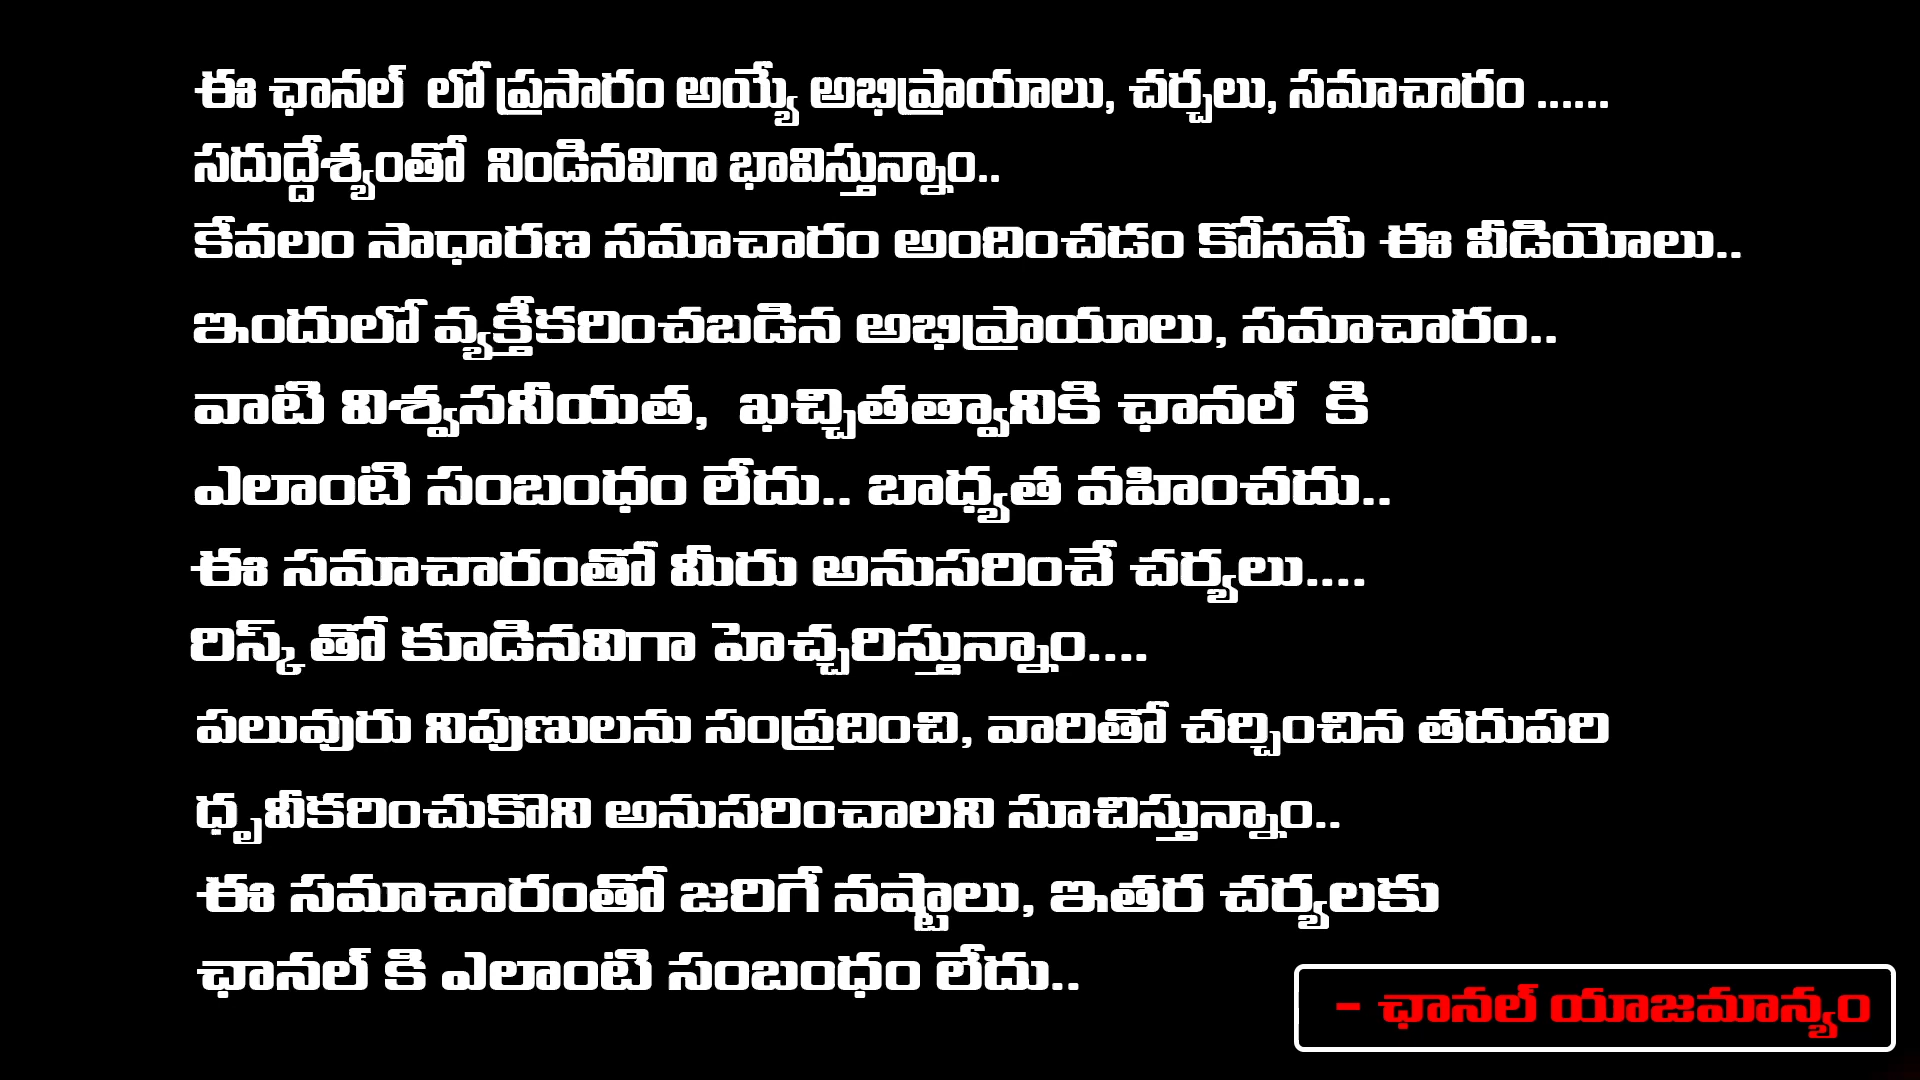 ఈ ఛానల్ లో ప్రసారం అయ్యే అభిప్రాయాలు, చర్చలు, సమాచారం ......
సదుద్దేశ్యంతో నిండినవిగా భావిస్తున్నాం..
కేవలం సాధారణ సమాచారం అందించడం కోసమే ఈ వీడియోలు..
ఇందులో వ్యక్తీకరించబడిన అభిప్రాయాలు, సమాచారం..
వాటి విశ్వసనీయత, ఖచ్చితత్వానికి ఛానల్ కి
ఎలాంటి సంబంధం లేదు.. బాధ్యత వహించదు..
ఈ సమాచారంతో మీరు అనుసరించే చర్యలు....
రిస్క్ తో కూడినవిగా హెచ్చరిస్తున్నాం....
పలువురు నిపుణులను సంప్రదించి, వారితో చర్చించిన తదుపరి
ధృవీకరించుకొని అనుసరించాలని సూచిస్తున్నాం..
ఈ సమాచారంతో జరిగే నష్టాలు, ఇతర చర్యలకు
ఛానల్ కి ఎలాంటి సంబంధం లేదు..
- ఛానల్ యాజమాన్యం